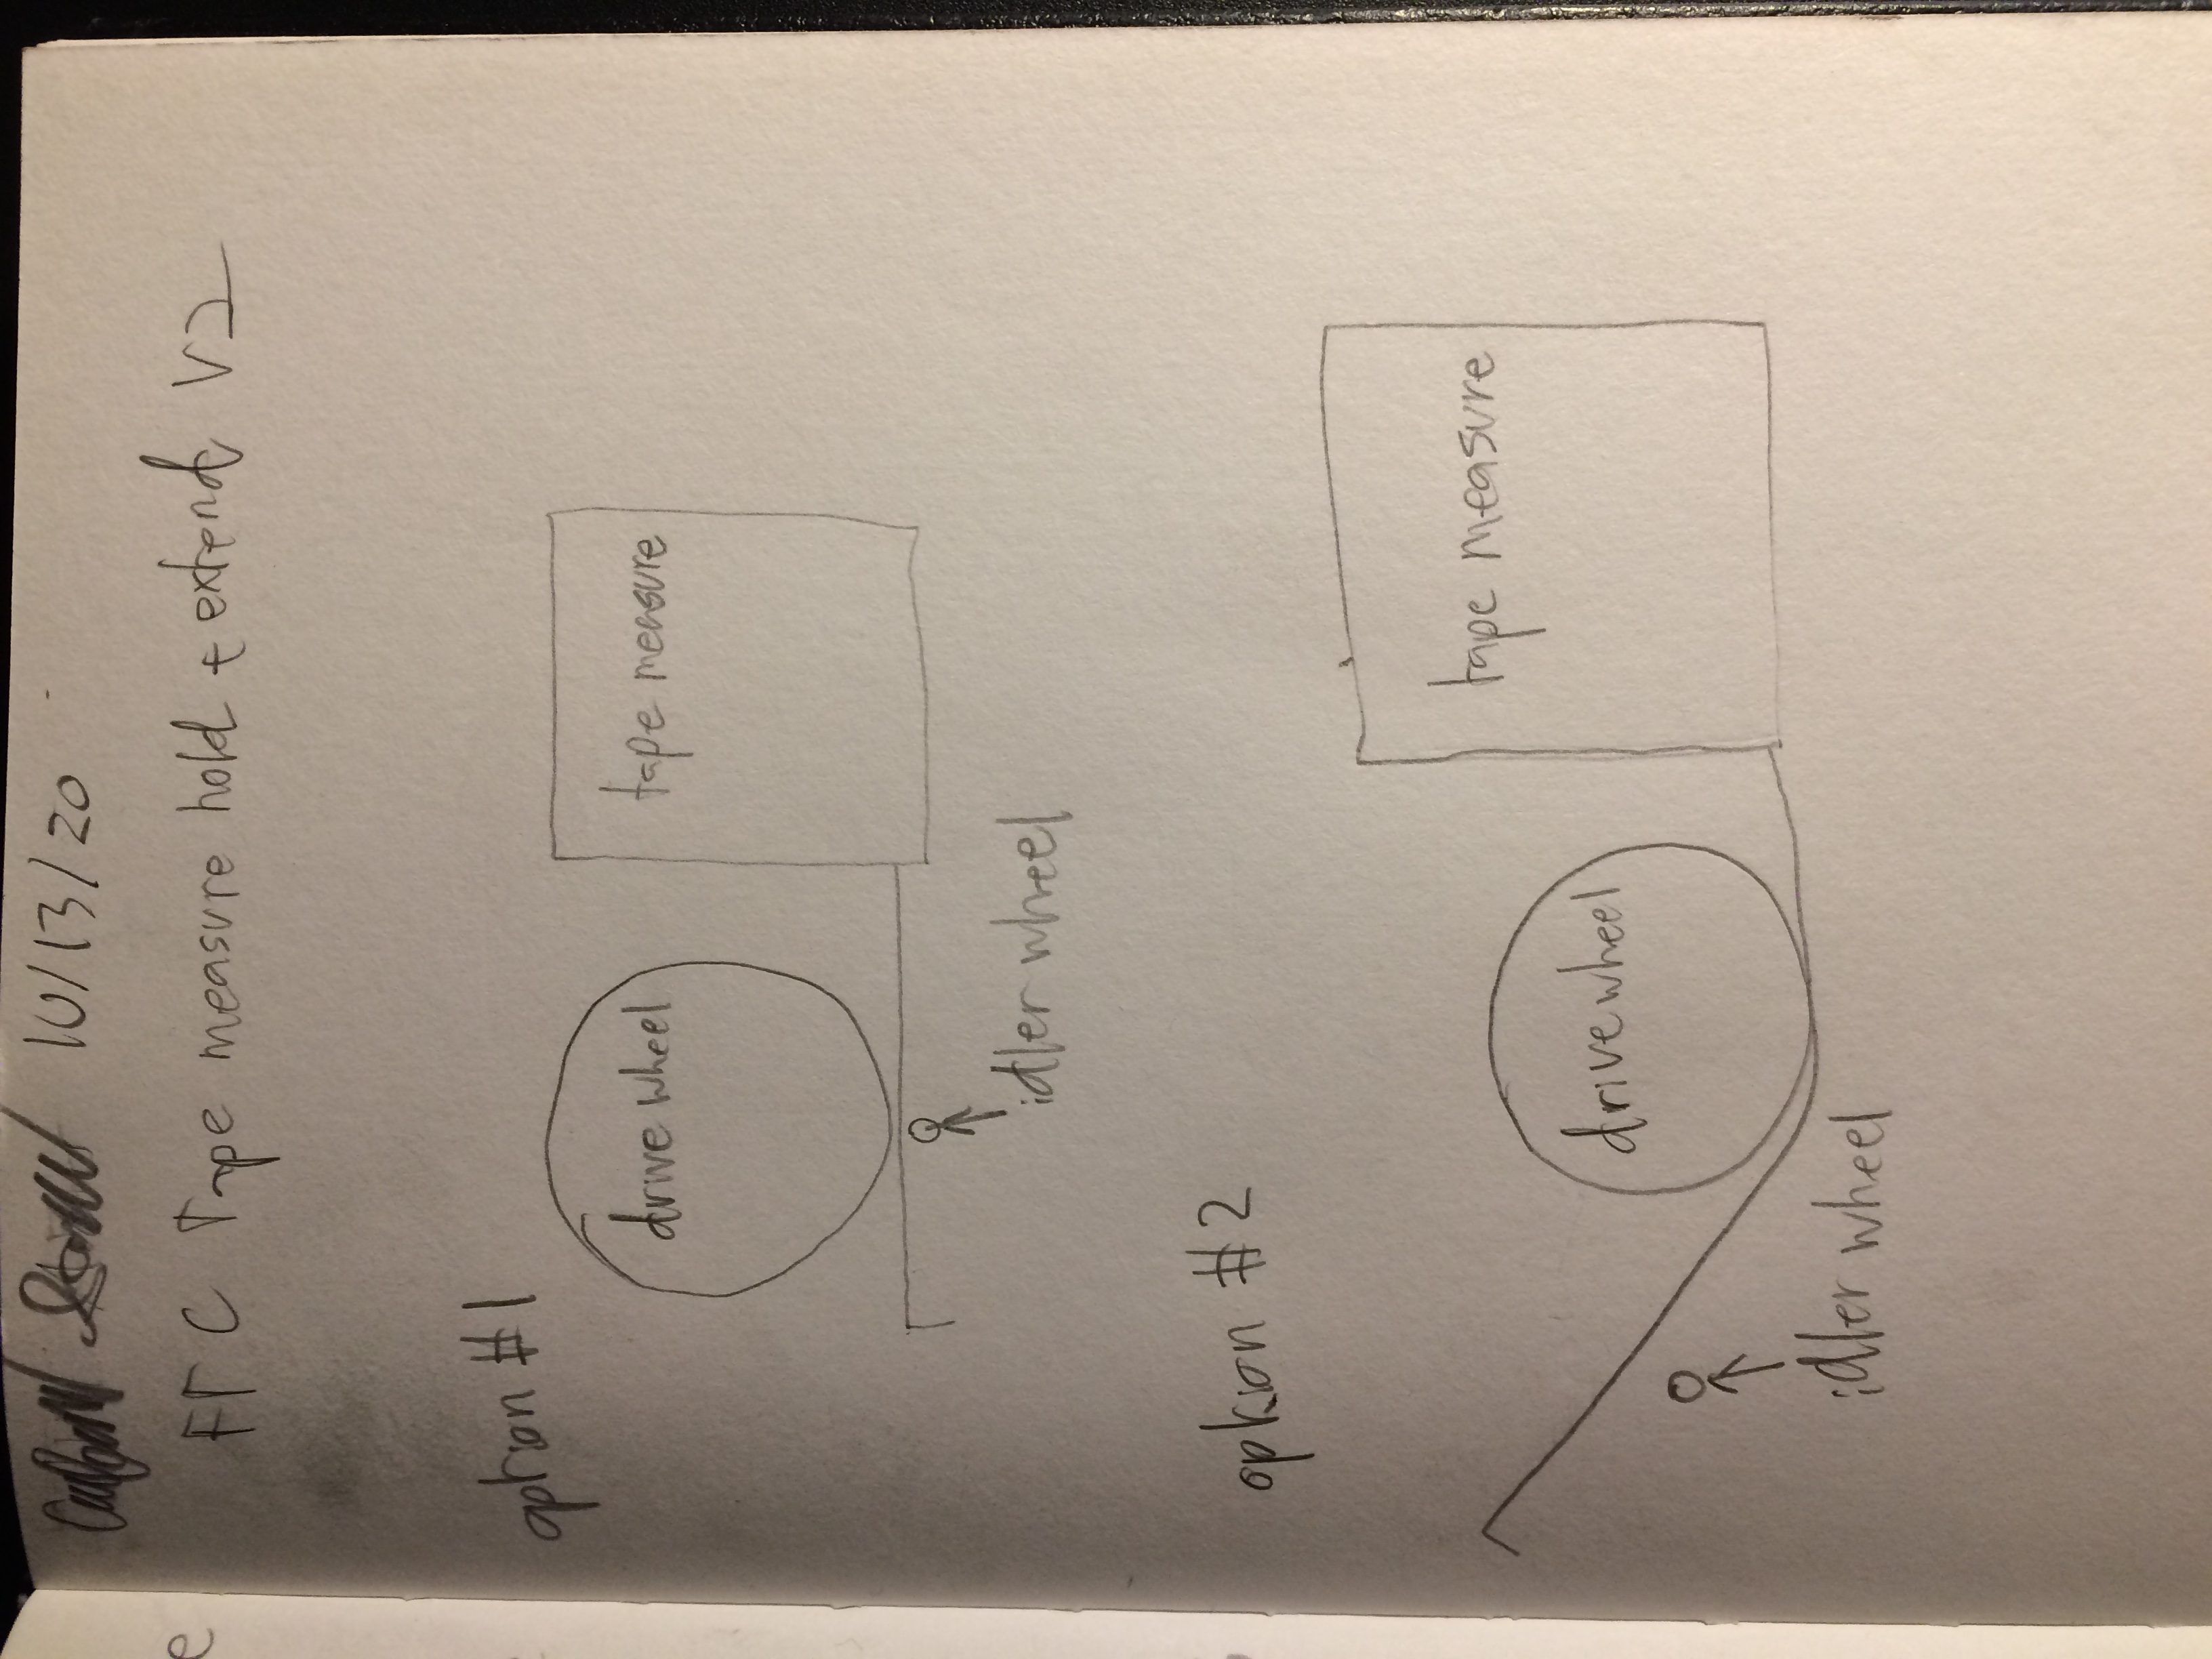 10/13/20
FTC Tape measure hold + extend V2
option #1
drive wheel
tape measure
idler wheel
option #2
tape measure
drive wheel
idler wheel
e